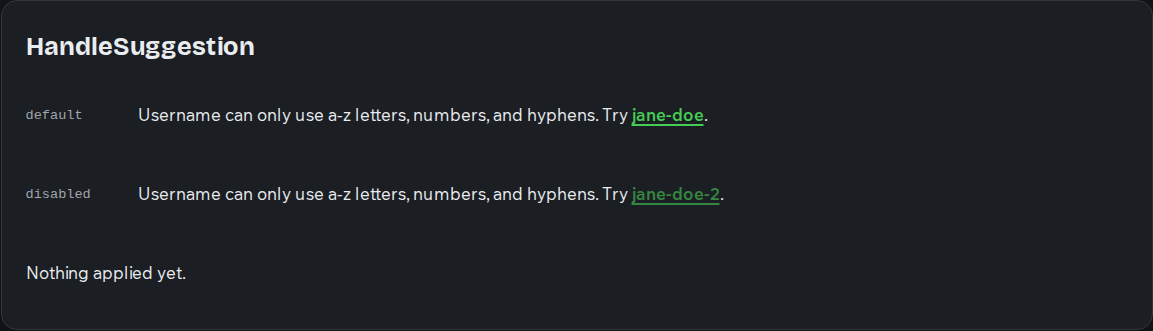 HandleSuggestion
default Username can only use a-z letters, numbers, and hyphens. Try jane-doe.
disabled Username can only use a-z letters, numbers, and hyphens. Try jane-doe-2.
Nothing applied yet.